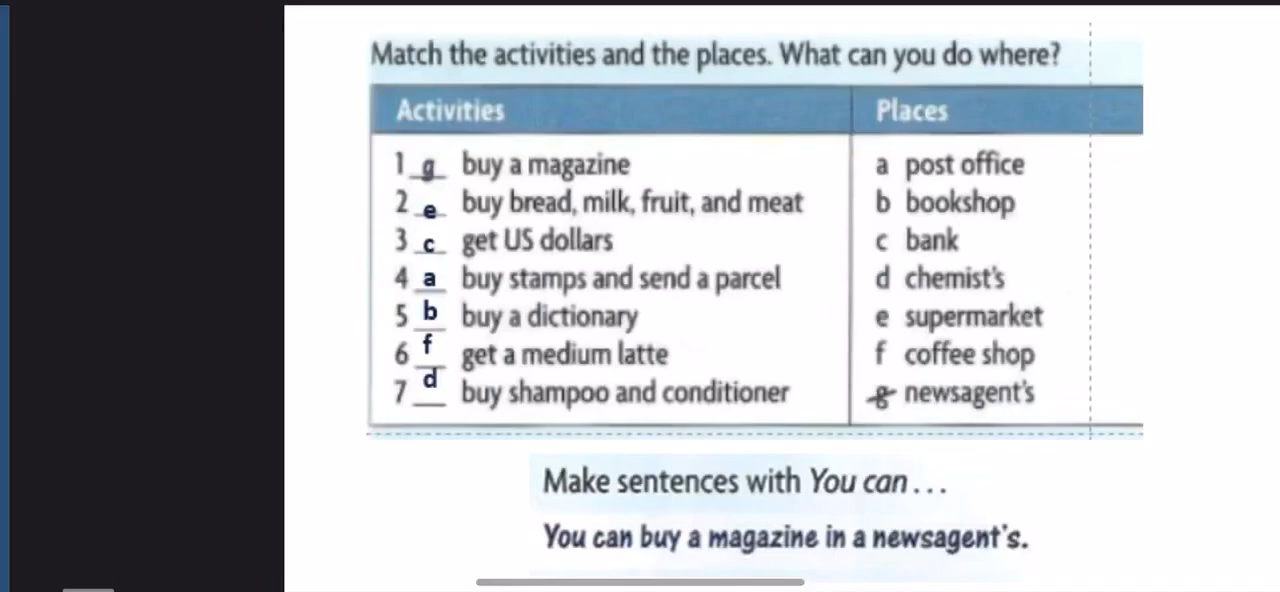 Match the activities and the places. What can you do where?
Activities Places
1 g buy a magazine a post office
2 e buy bread, milk, fruit, and meat b bookshop
3 c get US dollars c bank
4 a buy stamps and send a parcel d chemist's
5 b buy a dictionary e supermarket
6 f get a medium latte f coffee shop
7 d buy shampoo and conditioner g newsagent's
Make sentences with You can...
You can buy a magazine in a newsagent's.